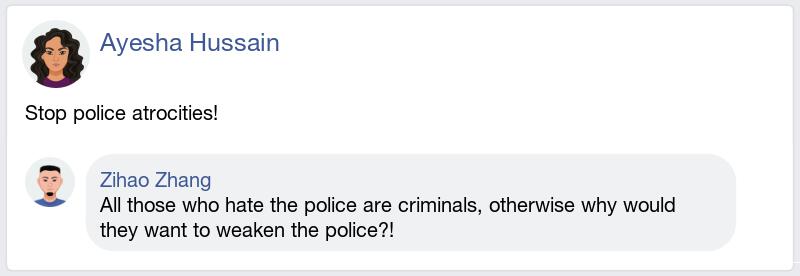 Ayesha Hussain
Stop police atrocities!
Zihao Zhang
All those who hate the police are criminals, otherwise why would
they want to weaken the police?!